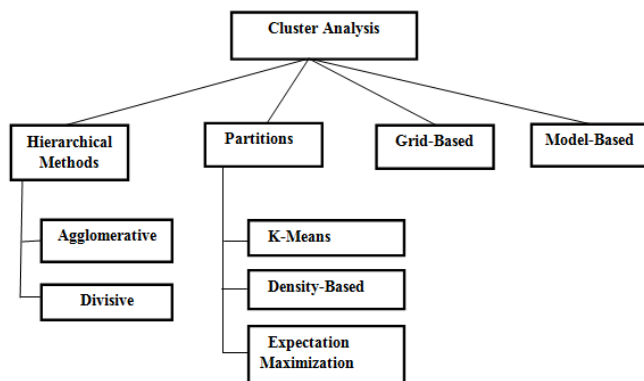 Cluster Analysis
Hierarchical
Methods
Partitions
Grid-Based
Model-Based
Agglomerative
Divisive
K-Means
Density-Based
Expectation
Maximization